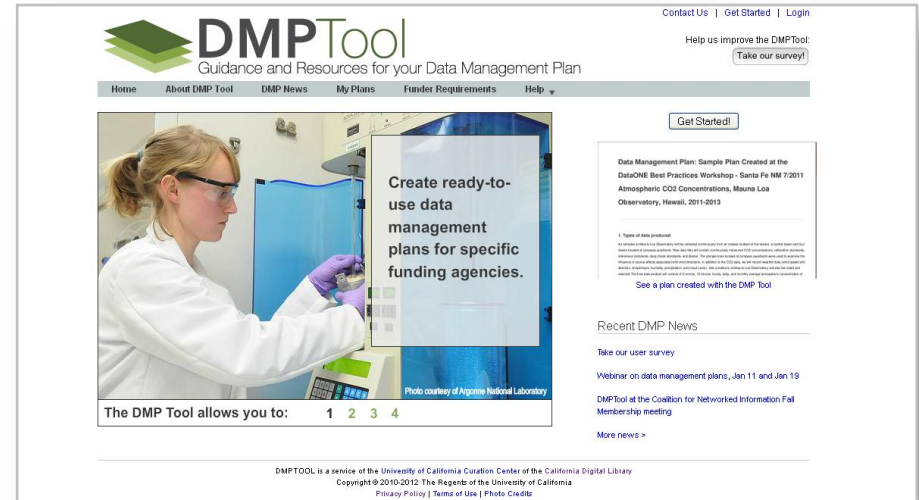 Contact Us | Get Started | Login
DMPTool
Guidance and Resources for your Data Management Plan
Help us improve the DMPTool:
Take our survey!
Home About DMP Tool DMP News My Plans Funder Requirements Help
Create ready-to-
use data
management
plans for specific
funding agencies.
Photo courtesy of Argonne National Laboratory
The DMP Tool allows you to: 1 2 3 4
Get Started!
Data Management Plan: Sample Plan Created at the
DataONE Best Practices Workshop - Santa Fe NM 7/2011
Atmospheric CO2 Concentrations, Mauna Loa
Observatory, Hawaii, 2011-2013
1. Types of data produced
See a plan created with the DMP Tool
Recent DMP News
Take our user survey
Webinar on data management plans, Jan 11 and Jan 19
DMPTool at the Coalition for Networked Information Fall
Membership meeting
More news >
DMPTOOL is a service of the University of California Curation Center of the California Digital Library
Copyright © 2010-2012 The Regents of the University of California
Privacy Policy | Terms of Use | Photo Credits